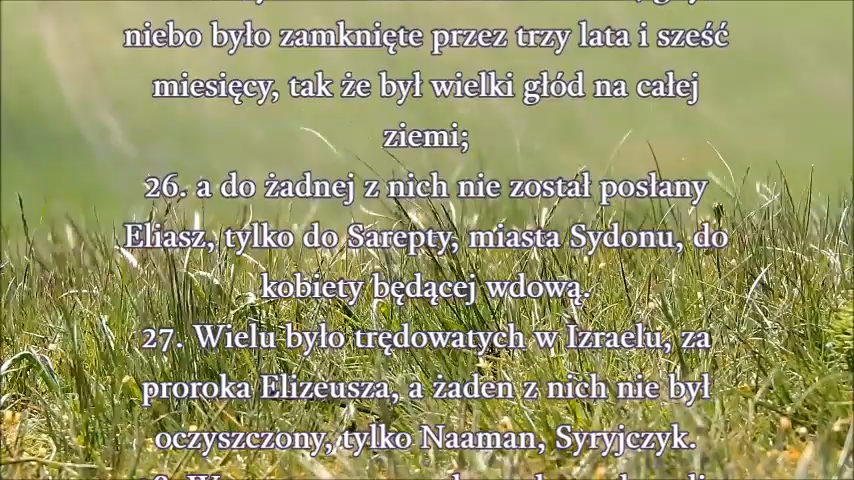 niebo było zamknięte przez trzy lata i sześć
miesięcy, tak że był wielki głód na całej
ziemi;
26. a do żadnej z nich nie został posłany
Eliasz, tylko do Sarepty, miasta Sydonu, do
kobiety będącej wdową.
27. Wielu było trędowatych w Izraelu, za
proroka Elizeusza, a żaden z nich nie był
oczyszczony, tylko Naaman, Syryjczyk.